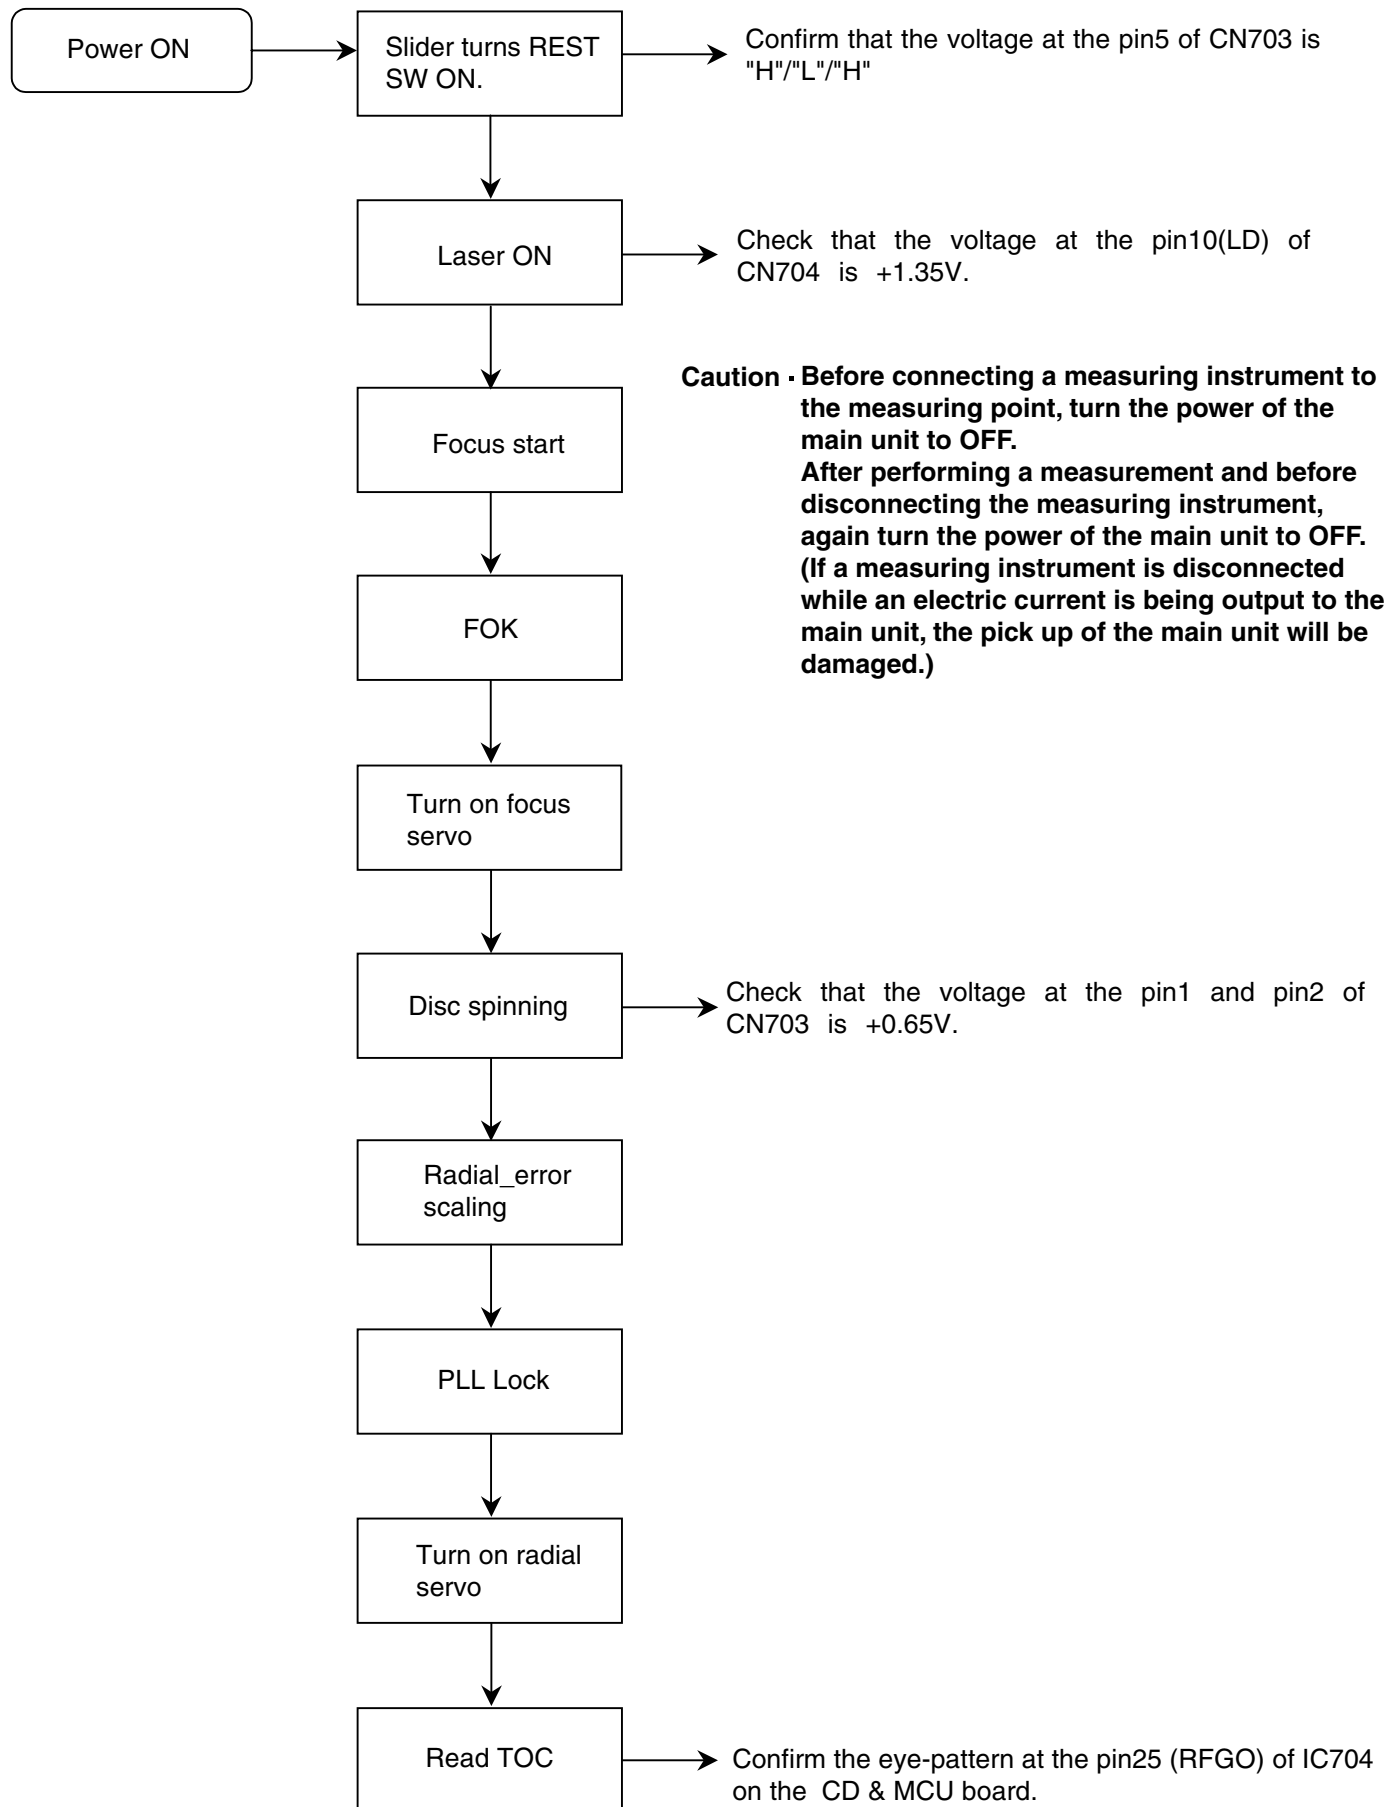 Power ON
Slider turns REST
SW ON.
Confirm that the voltage at the pin5 of CN703 is
"H"/"L"/"H"
Laser ON
Check that the voltage at the pin10(LD) of
CN704 is +1.35V.
Caution · Before connecting a measuring instrument to
the measuring point, turn the power of the
main unit to OFF.
After performing a measurement and before
disconnecting the measuring instrument,
again turn the power of the main unit to OFF.
(If a measuring instrument is disconnected
while an electric current is being output to the
main unit, the pick up of the main unit will be
damaged.)
Focus start
FOK
Turn on focus
servo
Disc spinning
Check that the voltage at the pin1 and pin2 of
CN703 is +0.65V.
Radial_error
scaling
PLL Lock
Turn on radial
servo
Read TOC
Confirm the eye-pattern at the pin25 (RFGO) of IC704
on the CD & MCU board.